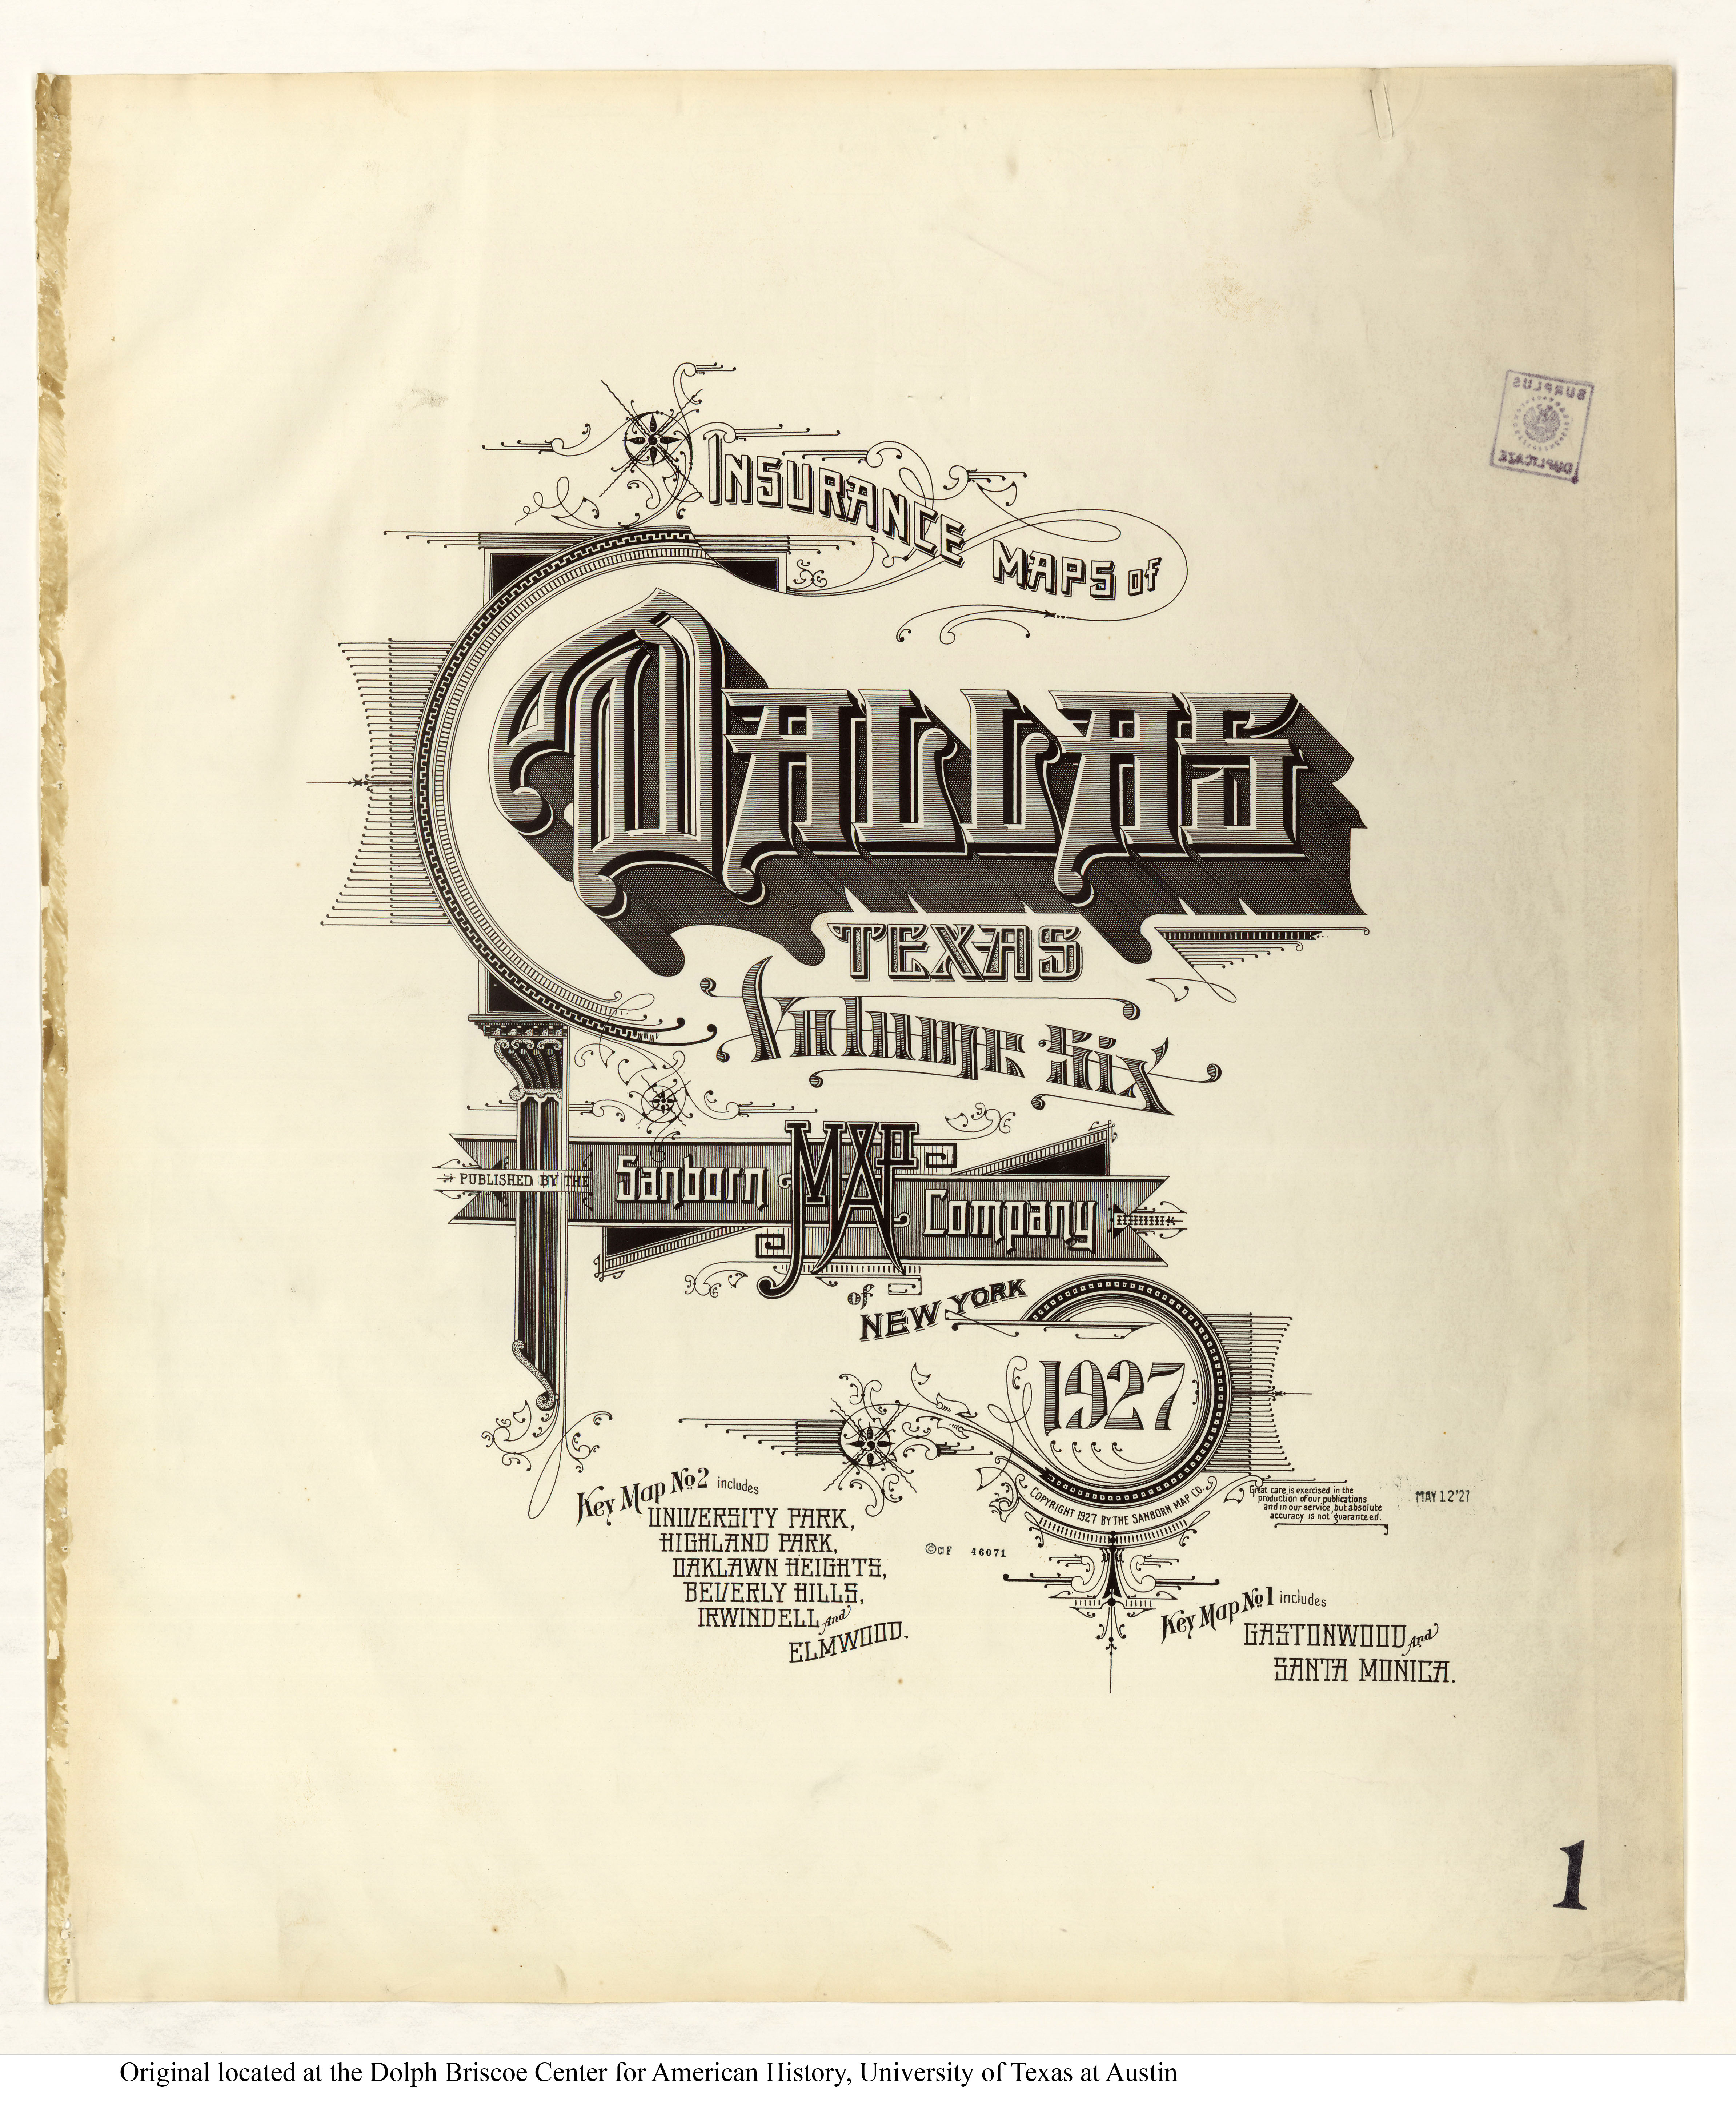 INSURANCE MAPS OF
DALLAS
TEXAS
Volume Six
PUBLISHED BY THE
Sanborn MAP Company
of
NEW YORK
1927
COPYRIGHT 1927 BY THE SANBORN MAP CO.
Great care is exercised in the
production of our publications
and in our service, but absolute
accuracy is not guaranteed.
MAY 12 '27
© Cl F 46071
Key Map No 2 includes
UNIVERSITY PARK,
HIGHLAND PARK,
OAKLAWN HEIGHTS,
BEVERLY HILLS,
IRWINDELL And
ELMWOOD.
Key Map No 1 includes
GASTONWOOD And
SANTA MONICA.
SURPLUS
DUPLICATE
1
Original located at the Dolph Briscoe Center for American History, University of Texas at Austin